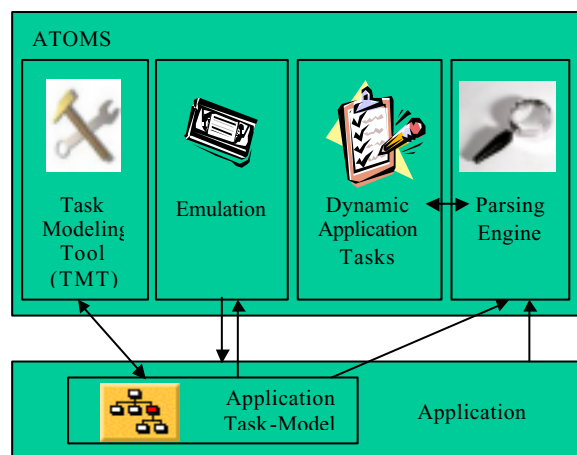 ATOMS
Task
Modeling
Tool
(TMT)
Emulation
Dynamic
Application
Tasks
Parsing
Engine
Application
Task-Model
Application